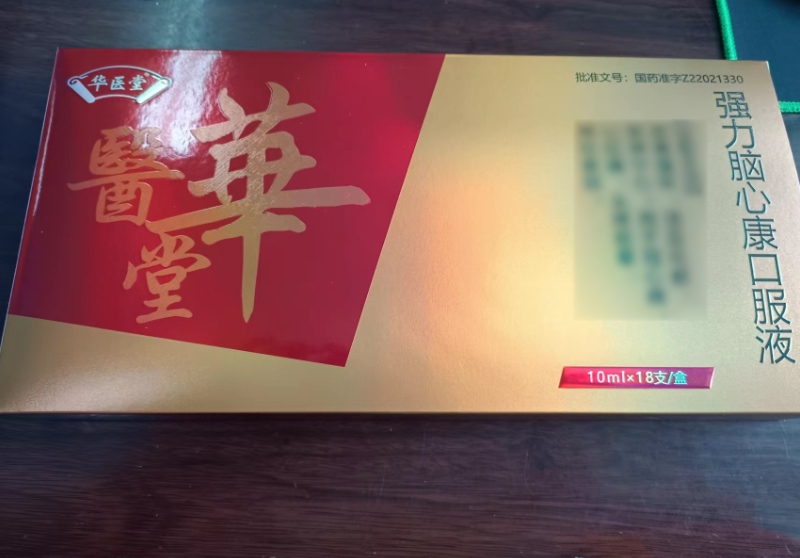 华医堂
華
醫
堂
批准文号：国药准字Z22021330
强力脑心康口服液
10ml×18支/盒